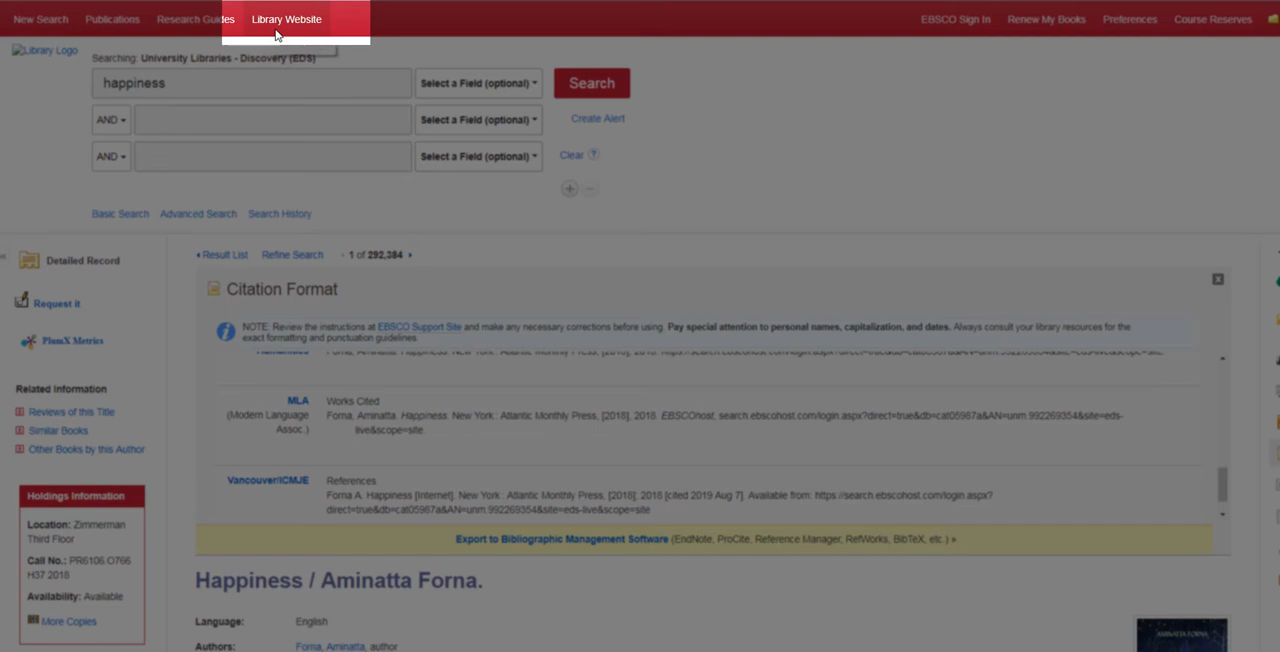 New Search Publications Research Guides Library Website EBSCO Sign In Renew My Books Preferences Course Reserves
Library Logo
Searching: University Libraries - Discovery (EDS)
happiness Select a Field (optional) Search
AND Select a Field (optional) Create Alert
AND Select a Field (optional) Clear ?
Basic Search Advanced Search Search History
Detailed Record
Request it
PlumX Metrics
Related Information
Reviews of this Title
Similar Books
Other Books by this Author
Holdings Information
Location: Zimmerman
Third Floor
Call No.: PR6106 O766
H37 2018
Availability: Available
More Copies
Result List Refine Search 1 of 292,384
Citation Format
NOTE: Review the instructions at EBSCO Support Site and make any necessary corrections before using. Pay special attention to personal names, capitalization, and dates. Always consult your library resources for the
exact formatting and punctuation guidelines.
MLA
(Modern Language
Assoc.)
Works Cited
Forna, Aminatta. Happiness. New York : Atlantic Monthly Press, [2018], 2018. EBSCOhost, search.ebscohost.com/login.aspx?direct=true&db=cat05987a&AN=unm.992269354&site=eds-
live&scope=site.
Vancouver/ICMJE
References
Forna A. Happiness [Internet]. New York : Atlantic Monthly Press, [2018]; 2018 [cited 2019 Aug 7]. Available from: https://search.ebscohost.com/login.aspx?
direct=true&db=cat05987a&AN=unm.992269354&site=eds-live&scope=site
Export to Bibliographic Management Software (EndNote, ProCite, Reference Manager, RefWorks, BibTeX, etc.) »
Happiness / Aminatta Forna.
Language: English
Authors: Forna, Aminatta, author
AMINATTA FORNA